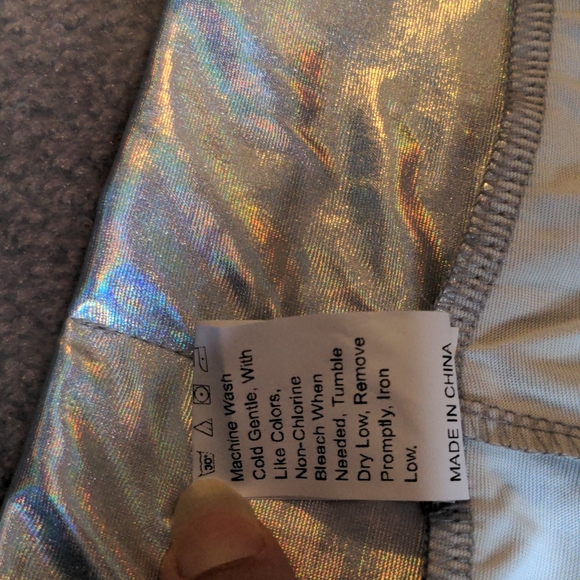 30°
Machine Wash
Cold Gentle, With
Like Colors,
Non-Chlorine
Bleach When
Needed, Tumble
Dry Low, Remove
Promptly, Iron
Low,
MADE IN CHINA